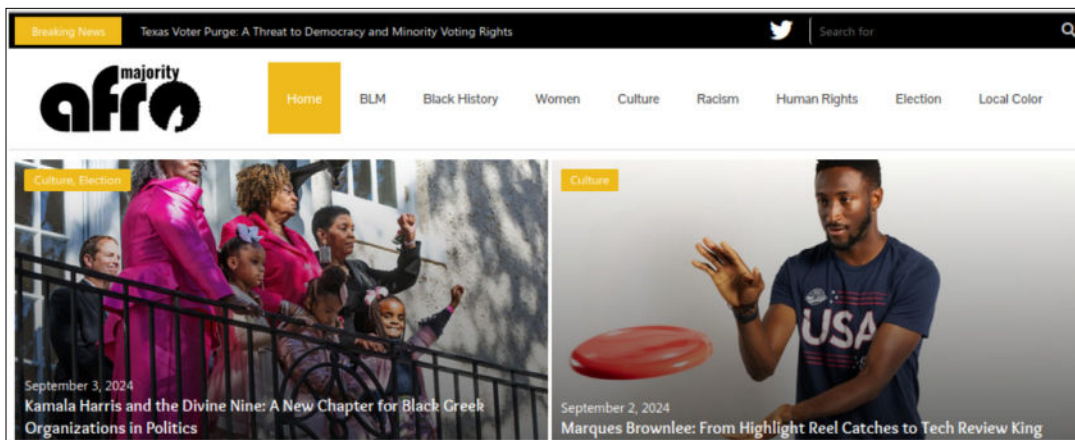 Breaking News
Texas Voter Purge: A Threat to Democracy and Minority Voting Rights
Search for
majority
afro
Home
BLM
Black History
Women
Culture
Racism
Human Rights
Election
Local Color
Culture, Election
September 3, 2024
Kamala Harris and the Divine Nine: A New Chapter for Black Greek
Organizations in Politics
Culture
USA
September 2, 2024
Marques Brownlee: From Highlight Reel Catches to Tech Review King